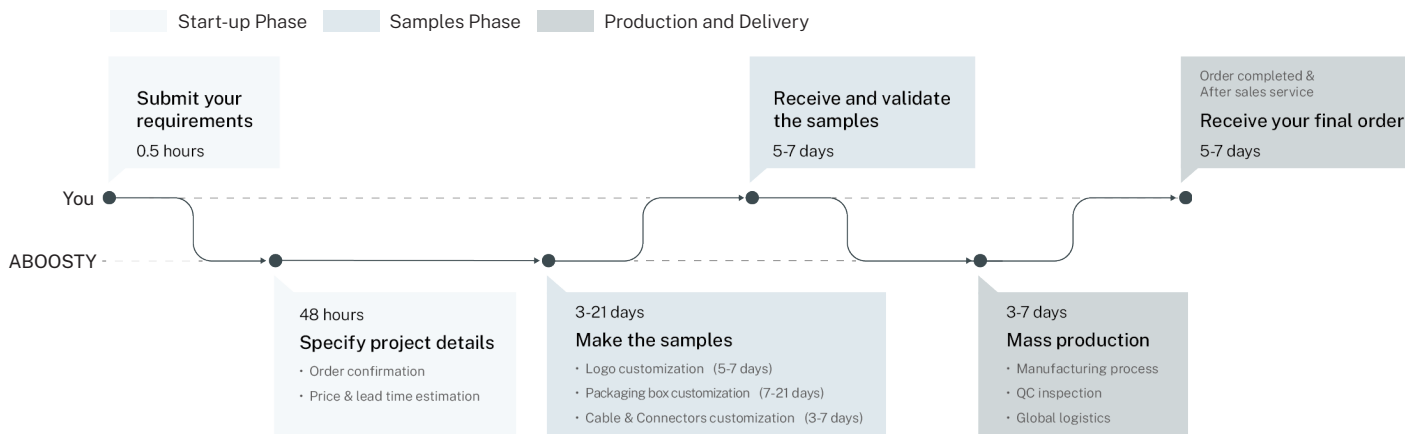 Start-up Phase
Samples Phase
Production and Delivery
Submit your
requirements
0.5 hours
Receive and validate
the samples
5-7 days
Order completed &
After sales service
Receive your final order
5-7 days
You
ABOOSTY
48 hours
Specify project details
• Order confirmation
• Price & lead time estimation
3-21 days
Make the samples
• Logo customization (5-7 days)
• Packaging box customization (7-21 days)
• Cable & Connectors customization (3-7 days)
3-7 days
Mass production
• Manufacturing process
• QC inspection
• Global logistics